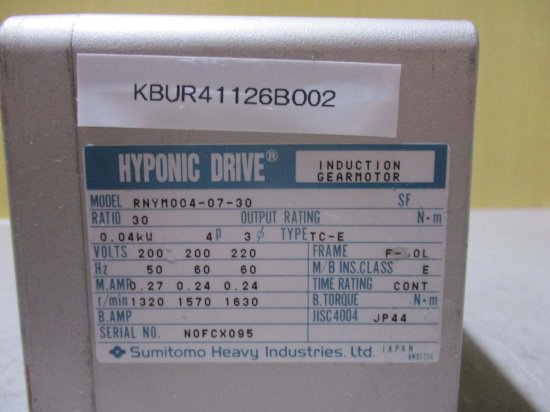 KBUR41126B002
HYPONIC DRIVE® INDUCTION GEARMOTOR
MODEL RNYM004-07-30 SF
RATIO 30 OUTPUT RATING N·m
0.04kW 4P 3ϕ TYPE TC-E
VOLTS 200 200 220 FRAME
Hz 50 60 60 M/B INS.CLASS E
M.AMP 0.27 0.24 0.24 TIME RATING CONT
r/min 1320 1570 1630 B.TORQUE N·m
B.AMP JISC4004 JP44
SERIAL NO. N0FCX095
Sumitomo Heavy Industries, Ltd. JAPAN